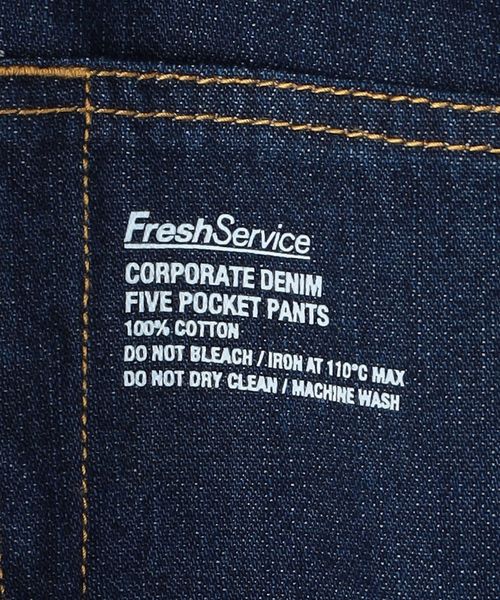 FreshService
CORPORATE DENIM
FIVE POCKET PANTS
100% COTTON
DO NOT BLEACH / IRON AT 110°C MAX
DO NOT DRY CLEAN / MACHINE WASH